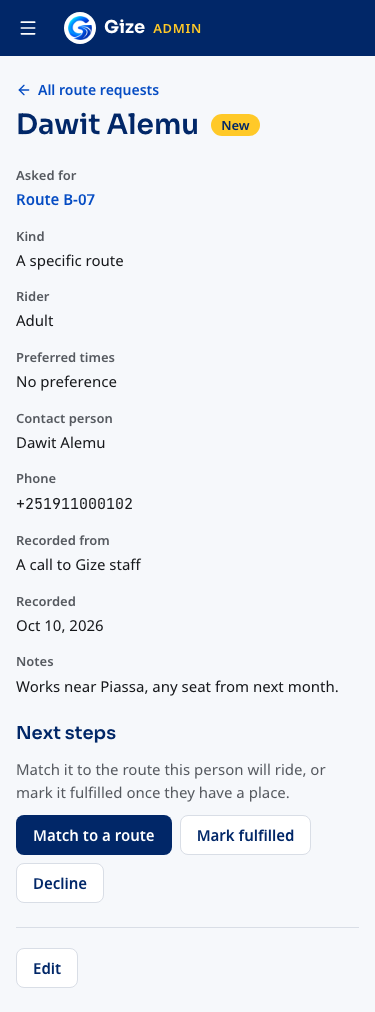 Gize ADMIN
← All route requests
Dawit Alemu New
Asked for
Route B-07
Kind
A specific route
Rider
Adult
Preferred times
No preference
Contact person
Dawit Alemu
Phone
+251911000102
Recorded from
A call to Gize staff
Recorded
Oct 10, 2026
Notes
Works near Piassa, any seat from next month.
Next steps
Match it to the route this person will ride, or
mark it fulfilled once they have a place.
Match to a route Mark fulfilled
Decline
Edit